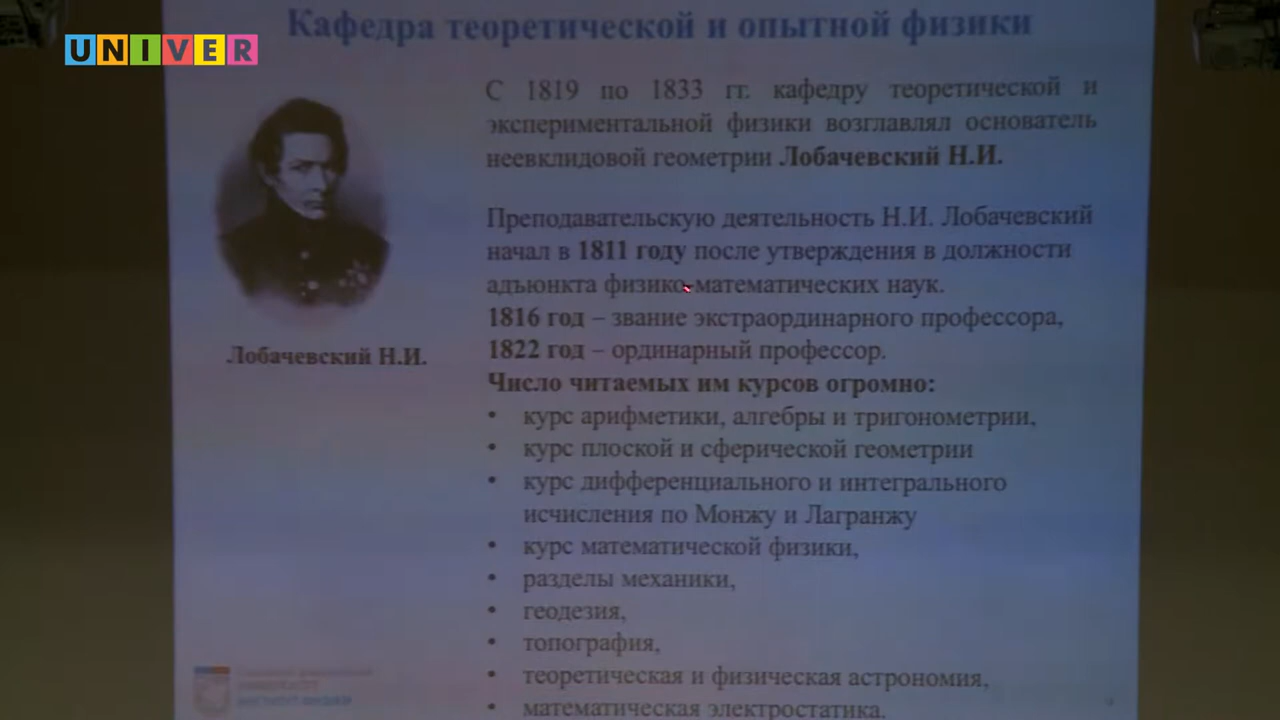 UNIVER
Кафедра теоретической и опытной физики
С 1819 по 1833 гг. кафедру теоретической и
экспериментальной физики возглавлял основатель
неевклидовой геометрии Лобачевский Н.И.
Преподавательскую деятельность Н.И. Лобачевский
начал в 1811 году после утверждения в должности
адъюнкта физико-математических наук.
1816 год – звание экстраординарного профессора,
1822 год – ординарный профессор.
Лобачевский Н.И.
Число читаемых им курсов огромно:
• курс арифметики, алгебры и тригонометрии,
• курс плоской и сферической геометрии
• курс дифференциального и интегрального
исчисления по Монжу и Лагранжу
• курс математической физики,
• разделы механики,
• геодезия,
• топография,
• теоретическая и физическая астрономия,
• математическая электростатика,